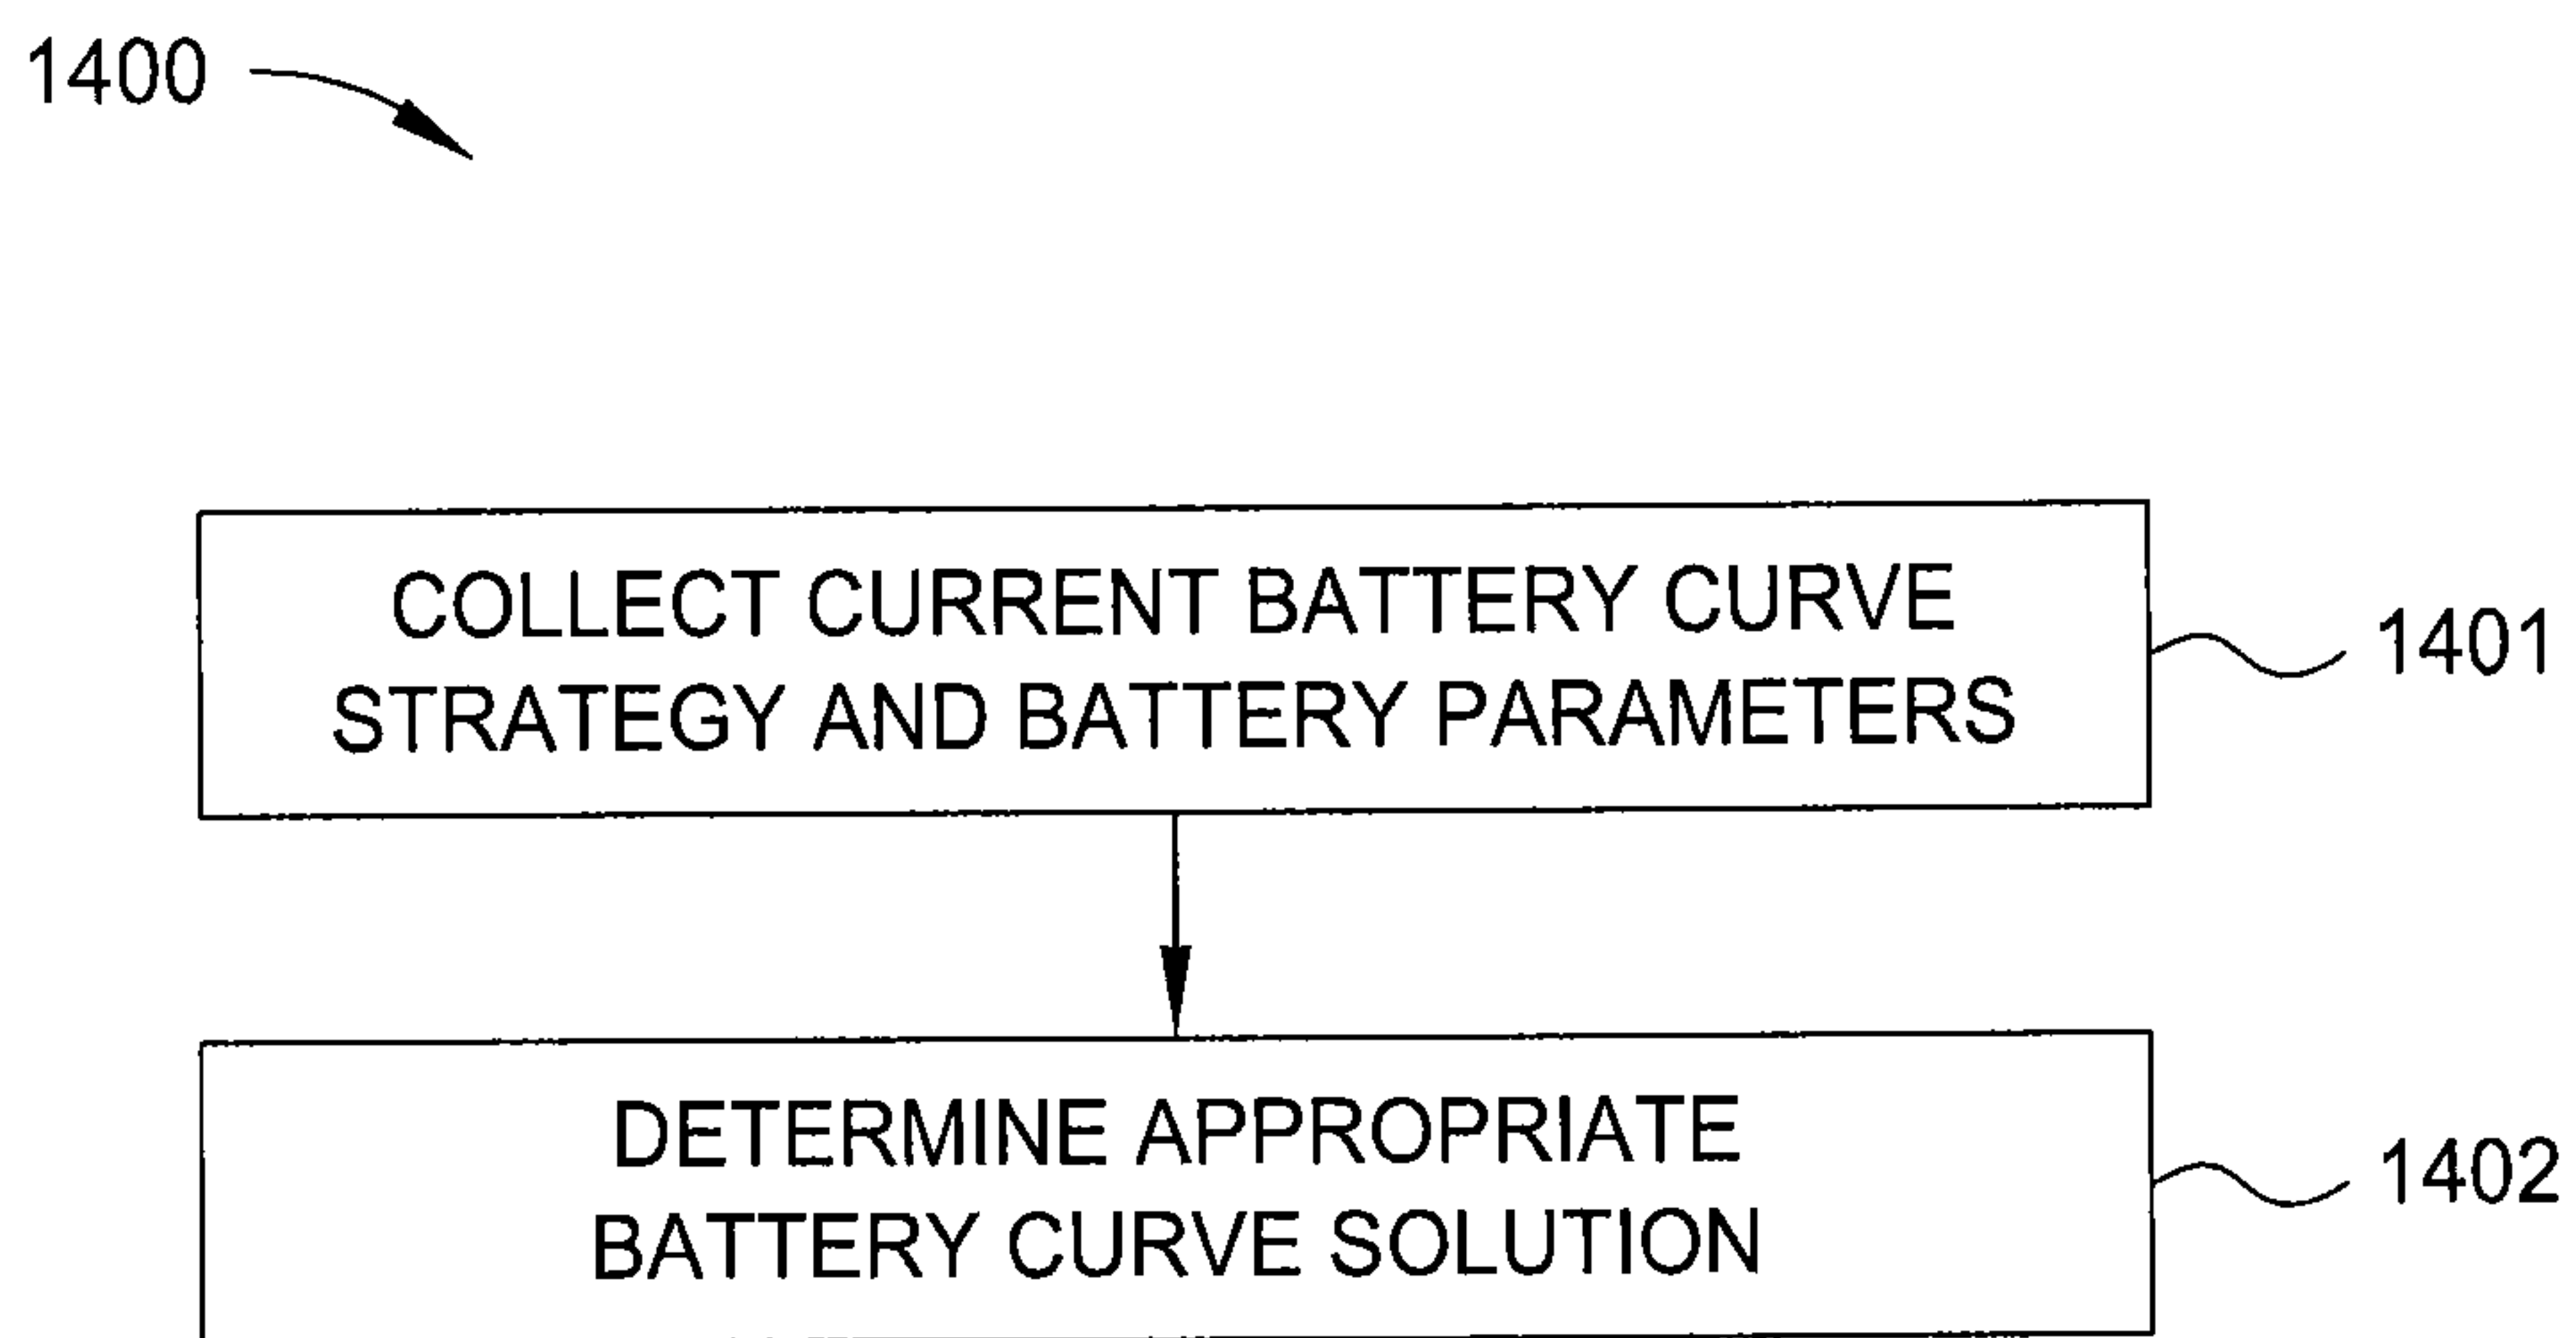 1400
COLLECT CURRENT BATTERY CURVE
STRATEGY AND BATTERY PARAMETERS
1401
DETERMINE APPROPRIATE
BATTERY CURVE SOLUTION
1402